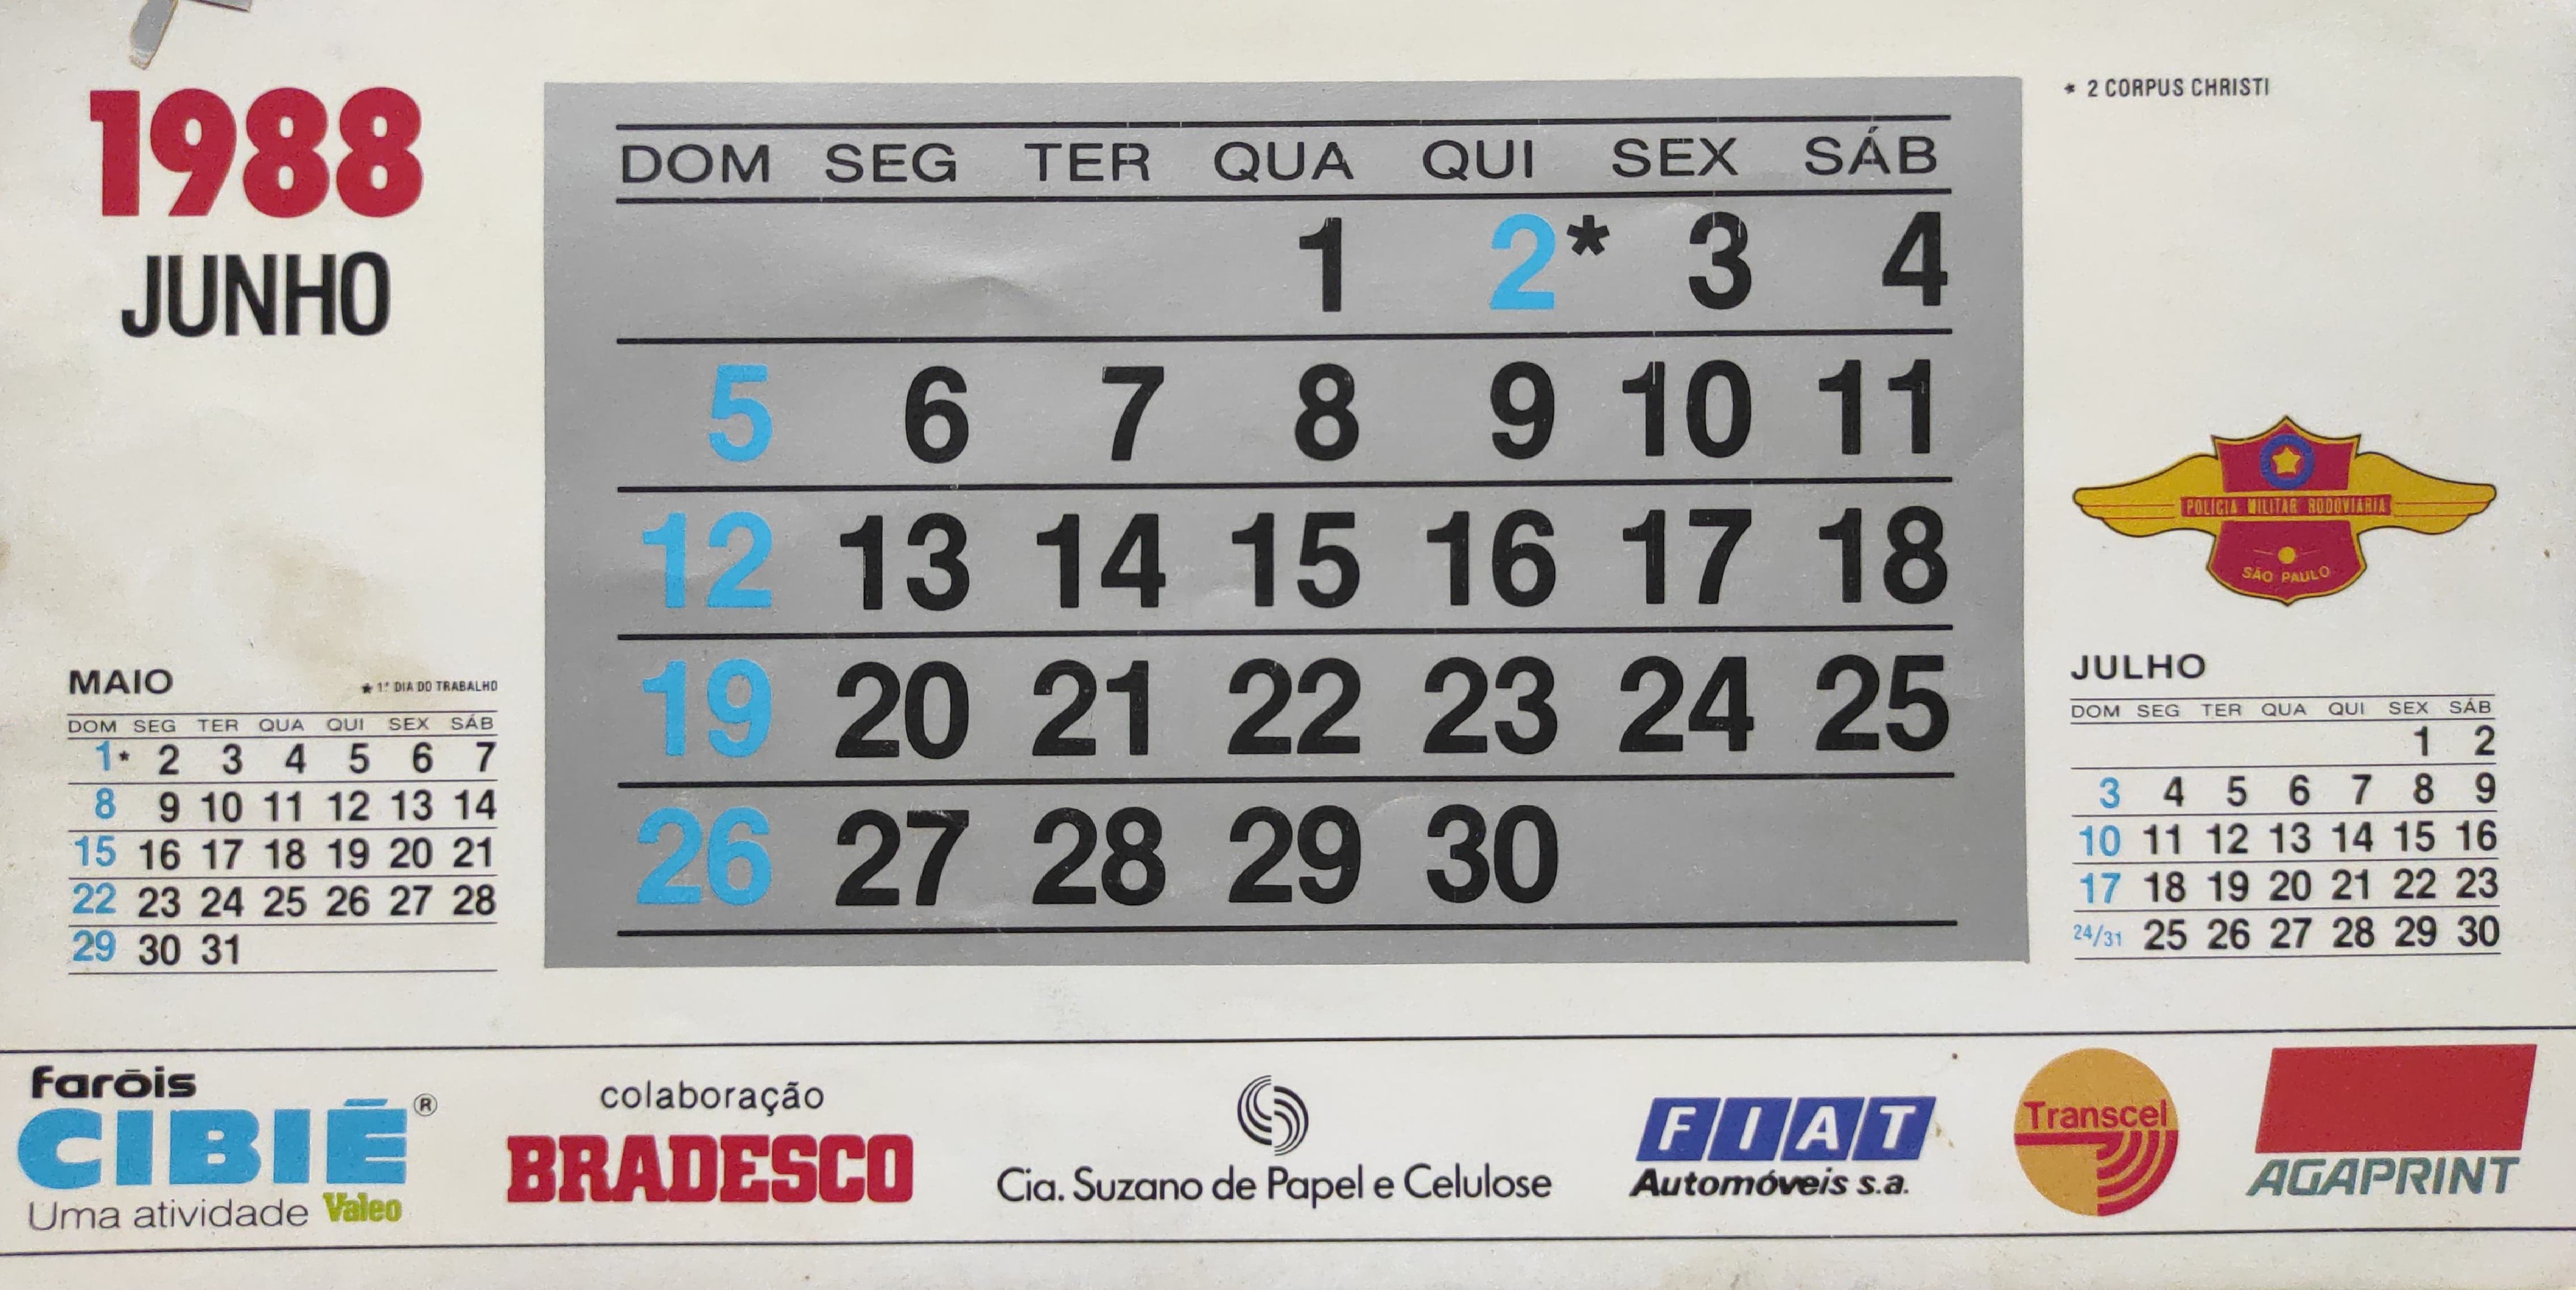 1988
JUNHO
* 2 CORPUS CHRISTI
DOM SEG TER QUA QUI SEX SÁB
1 2* 3 4
5 6 7 8 9 10 11
12 13 14 15 16 17 18
19 20 21 22 23 24 25
26 27 28 29 30
POLICIA MILITAR RODOVIARIA
SÃO PAULO
MAIO * 1º DIA DO TRABALHO
DOM SEG TER QUA QUI SEX SÁB
1* 2 3 4 5 6 7
8 9 10 11 12 13 14
15 16 17 18 19 20 21
22 23 24 25 26 27 28
29 30 31
JULHO
DOM SEG TER QUA QUI SEX SÁB
1 2
3 4 5 6 7 8 9
10 11 12 13 14 15 16
17 18 19 20 21 22 23
24/31 25 26 27 28 29 30
faróis
CIBIÉ ®
Uma atividade Valeo
colaboração
BRADESCO
Cia. Suzano de Papel e Celulose
FIAT
Automóveis s.a.
Transcel
AGAPRINT